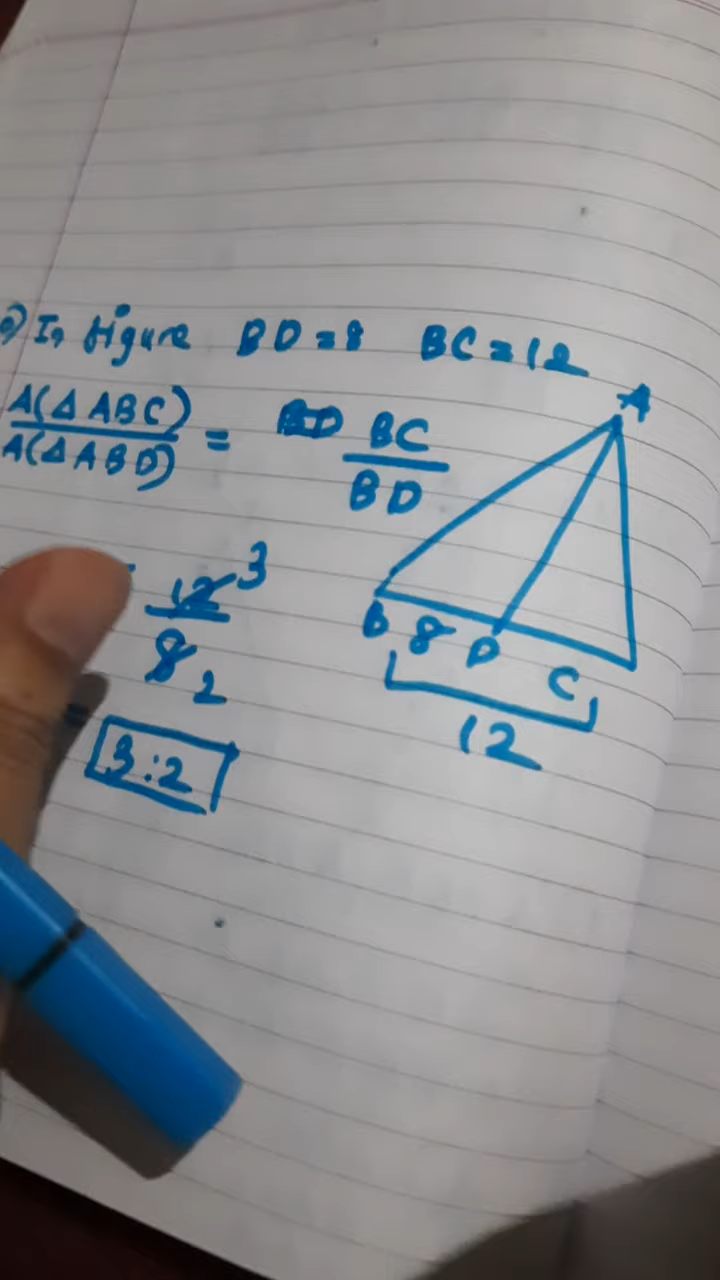 In figure BD = 8 BC = 12
A(Δ ABC) / A(Δ ABD) = BC / BD
= 12 3 / 8 2
= 3:2
A
B 8 D C
12